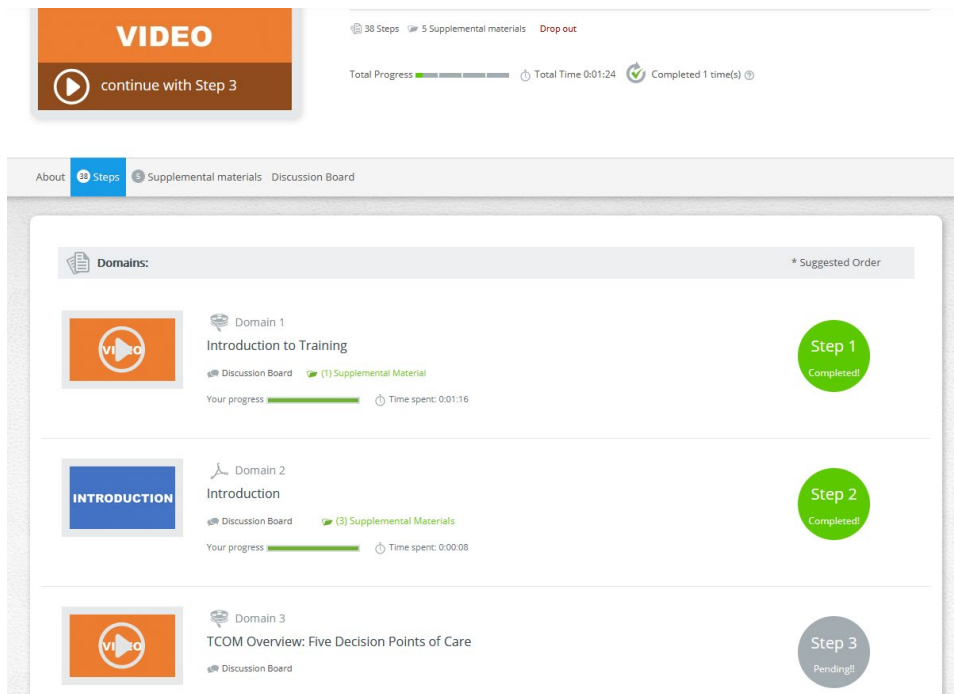 VIDEO
continue with Step 3
38 Steps 5 Supplemental materials Drop out
Total Progress Total Time 0:01:24 Completed 1 time(s) ?
About 38 Steps 5 Supplemental materials Discussion Board
Domains: * Suggested Order
VIDEO
Domain 1
Introduction to Training
Discussion Board (1) Supplemental Material
Your progress Time spent: 0:01:16
Step 1
Completed!
INTRODUCTION
Domain 2
Introduction
Discussion Board (3) Supplemental Materials
Your progress Time spent: 0:00:08
Step 2
Completed!
VIDEO
Domain 3
TCOM Overview: Five Decision Points of Care
Discussion Board
Step 3
Pending!!